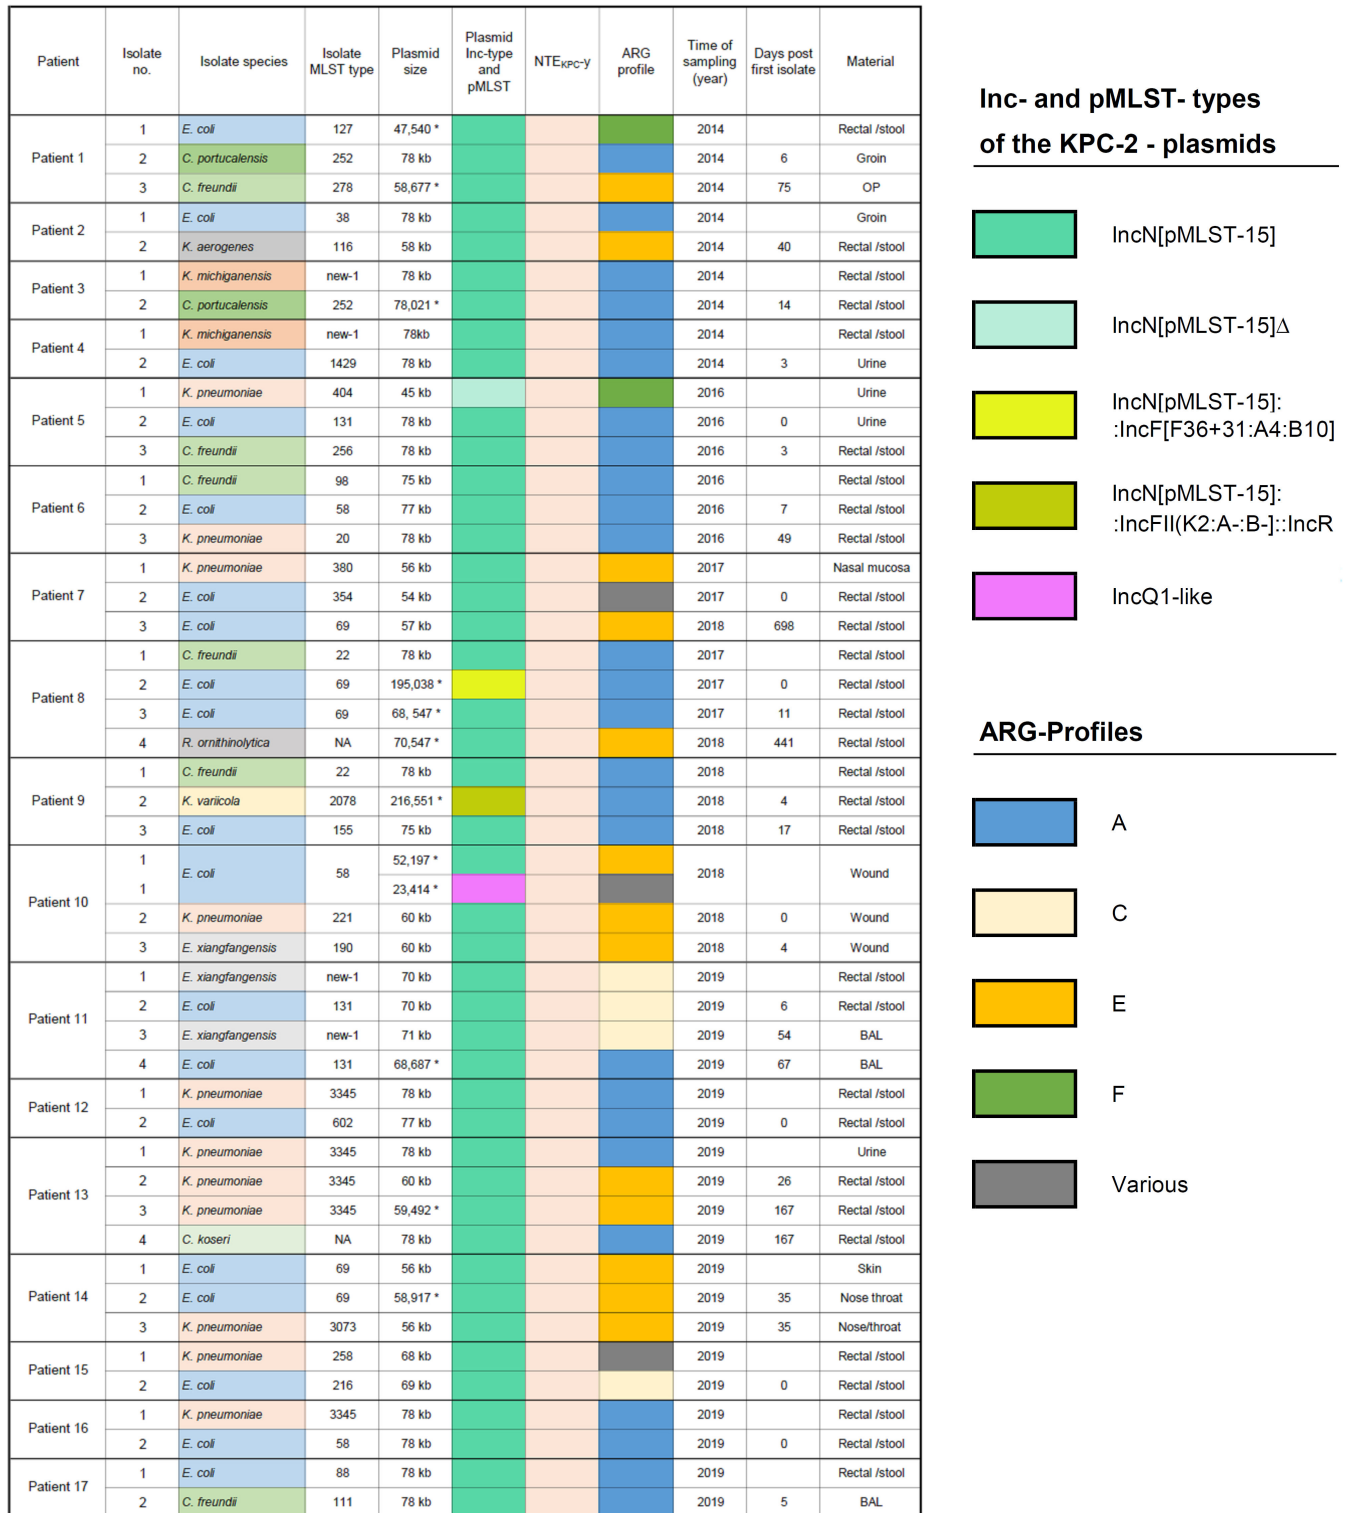 Patient Isolate no. Isolate species Isolate MLST type Plasmid size Plasmid Inc-type and pMLST NTEKPC-y ARG profile Time of sampling (year) Days post first isolate Material
Patient 1
1 E. coli 127 47,540 * 2014 Rectal /stool
2 C. portucalensis 252 78 kb 2014 6 Groin
3 C. freundii 278 58,677 * 2014 75 OP
Patient 2
1 E. coli 38 78 kb 2014 Groin
2 K. aerogenes 116 58 kb 2014 40 Rectal /stool
Patient 3
1 K. michiganensis new-1 78 kb 2014 Rectal /stool
2 C. portucalensis 252 78,021 * 2014 14 Rectal /stool
Patient 4
1 K. michiganensis new-1 78kb 2014 Rectal /stool
2 E. coli 1429 78 kb 2014 3 Urine
Patient 5
1 K. pneumoniae 404 45 kb 2016 Urine
2 E. coli 131 78 kb 2016 0 Urine
3 C. freundii 256 78 kb 2016 3 Rectal /stool
Patient 6
1 C. freundii 98 75 kb 2016 Rectal /stool
2 E. coli 58 77 kb 2016 7 Rectal /stool
3 K. pneumoniae 20 78 kb 2016 49 Rectal /stool
Patient 7
1 K. pneumoniae 380 56 kb 2017 Nasal mucosa
2 E. coli 354 54 kb 2017 0 Rectal /stool
3 E. coli 69 57 kb 2018 698 Rectal /stool
Patient 8
1 C. freundii 22 78 kb 2017 Rectal /stool
2 E. coli 69 195,038 * 2017 0 Rectal /stool
3 E. coli 69 68, 547 * 2017 11 Rectal /stool
4 R. ornithinolytica NA 70,547 * 2018 441 Rectal /stool
Patient 9
1 C. freundii 22 78 kb 2018 Rectal /stool
2 K. variicola 2078 216,551 * 2018 4 Rectal /stool
3 E. coli 155 75 kb 2018 17 Rectal /stool
Patient 10
1 E. coli 58 52,197 * 2018 Wound
1 23,414 *
2 K. pneumoniae 221 60 kb 2018 0 Wound
3 E. xiangfangensis 190 60 kb 2018 4 Wound
Patient 11
1 E. xiangfangensis new-1 70 kb 2019 Rectal /stool
2 E. coli 131 70 kb 2019 6 Rectal /stool
3 E. xiangfangensis new-1 71 kb 2019 54 BAL
4 E. coli 131 68,687 * 2019 67 BAL
Patient 12
1 K. pneumoniae 3345 78 kb 2019 Rectal /stool
2 E. coli 602 77 kb 2019 0 Rectal /stool
Patient 13
1 K. pneumoniae 3345 78 kb 2019 Urine
2 K. pneumoniae 3345 60 kb 2019 26 Rectal /stool
3 K. pneumoniae 3345 59,492 * 2019 167 Rectal /stool
4 C. koseri NA 78 kb 2019 167 Rectal /stool
Patient 14
1 E. coli 69 56 kb 2019 Skin
2 E. coli 69 58,917 * 2019 35 Nose throat
3 K. pneumoniae 3073 56 kb 2019 35 Nose/throat
Patient 15
1 K. pneumoniae 258 68 kb 2019 Rectal /stool
2 E. coli 216 69 kb 2019 0 Rectal /stool
Patient 16
1 K. pneumoniae 3345 78 kb 2019 Rectal /stool
2 E. coli 58 78 kb 2019 0 Rectal /stool
Patient 17
1 E. coli 88 78 kb 2019 Rectal /stool
2 C. freundii 111 78 kb 2019 5 BAL
Inc- and pMLST- types
of the KPC-2 - plasmids
IncN[pMLST-15]
IncN[pMLST-15]Δ
IncN[pMLST-15]:
:IncF[F36+31:A4:B10]
IncN[pMLST-15]:
:IncFII(K2:A-:B-]::IncR
IncQ1-like
ARG-Profiles
A
C
E
F
Various